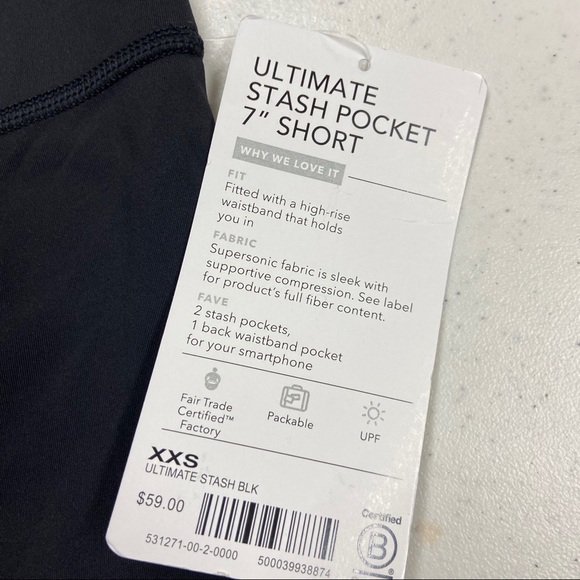 ULTIMATE
STASH POCKET
7" SHORT
WHY WE LOVE IT
FIT
Fitted with a high-rise
waistband that holds
you in
FABRIC
Supersonic fabric is sleek with
supportive compression. See label
for product's full fiber content.
FAVE
2 stash pockets,
1 back waistband pocket
for your smartphone
Fair Trade
Certified™
Factory
Packable
UPF
XXS
ULTIMATE STASH BLK
$59.00
531271-00-2-0000
500039938874
Certified
B